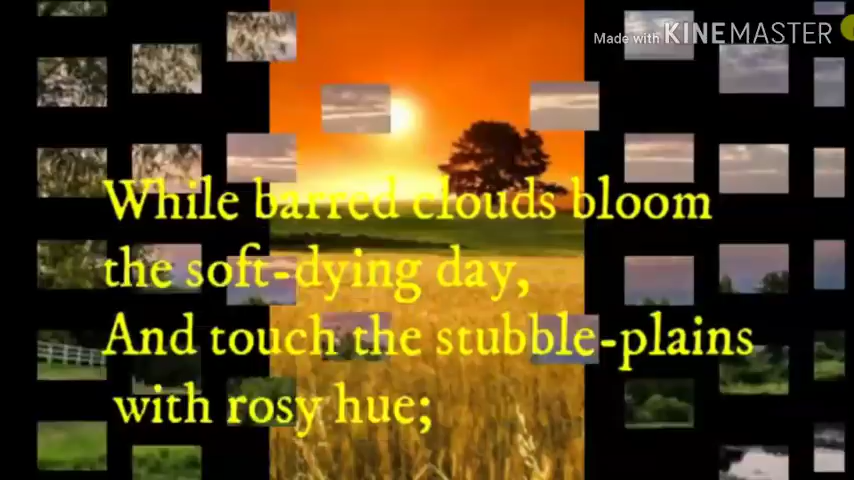 Made with KINEMASTER
While barred clouds bloom
the soft-dying day,
And touch the stubble-plains
with rosy hue;